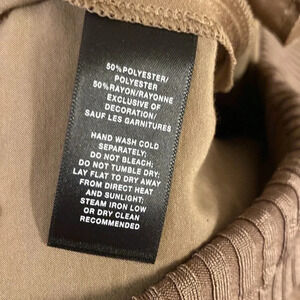 50%POLYESTER/
POLYESTER
50%RAYON/RAYONNE
EXCLUSIVE OF
DECORATION/
SAUF LES GARNITURES
HAND WASH COLD
SEPARATELY;
DO NOT BLEACH;
DO NOT TUMBLE DRY;
LAY FLAT TO DRY AWAY
FROM DIRECT HEAT
AND SUNLIGHT;
STEAM IRON LOW
OR DRY CLEAN
RECOMMENDED